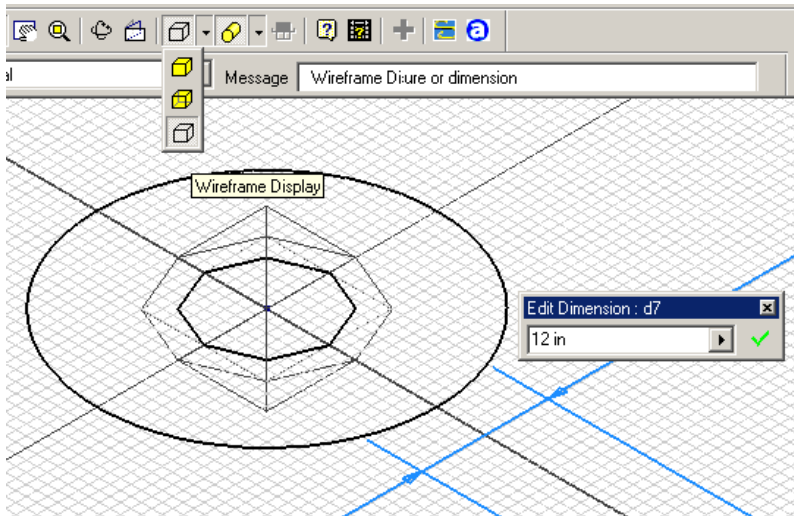 al
Message Wireframe Di:ure or dimension
Wireframe Display
Edit Dimension : d7
12 in